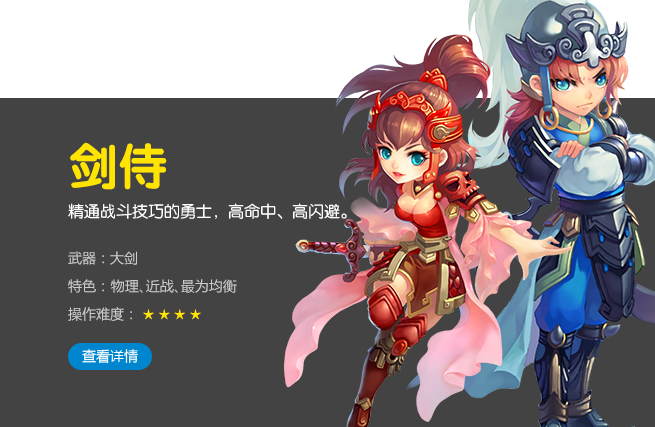 剑侍
精通战斗技巧的勇士，高命中、高闪避。
武器：大剑
特色：物理、近战、最为均衡
操作难度：★★★★
查看详情